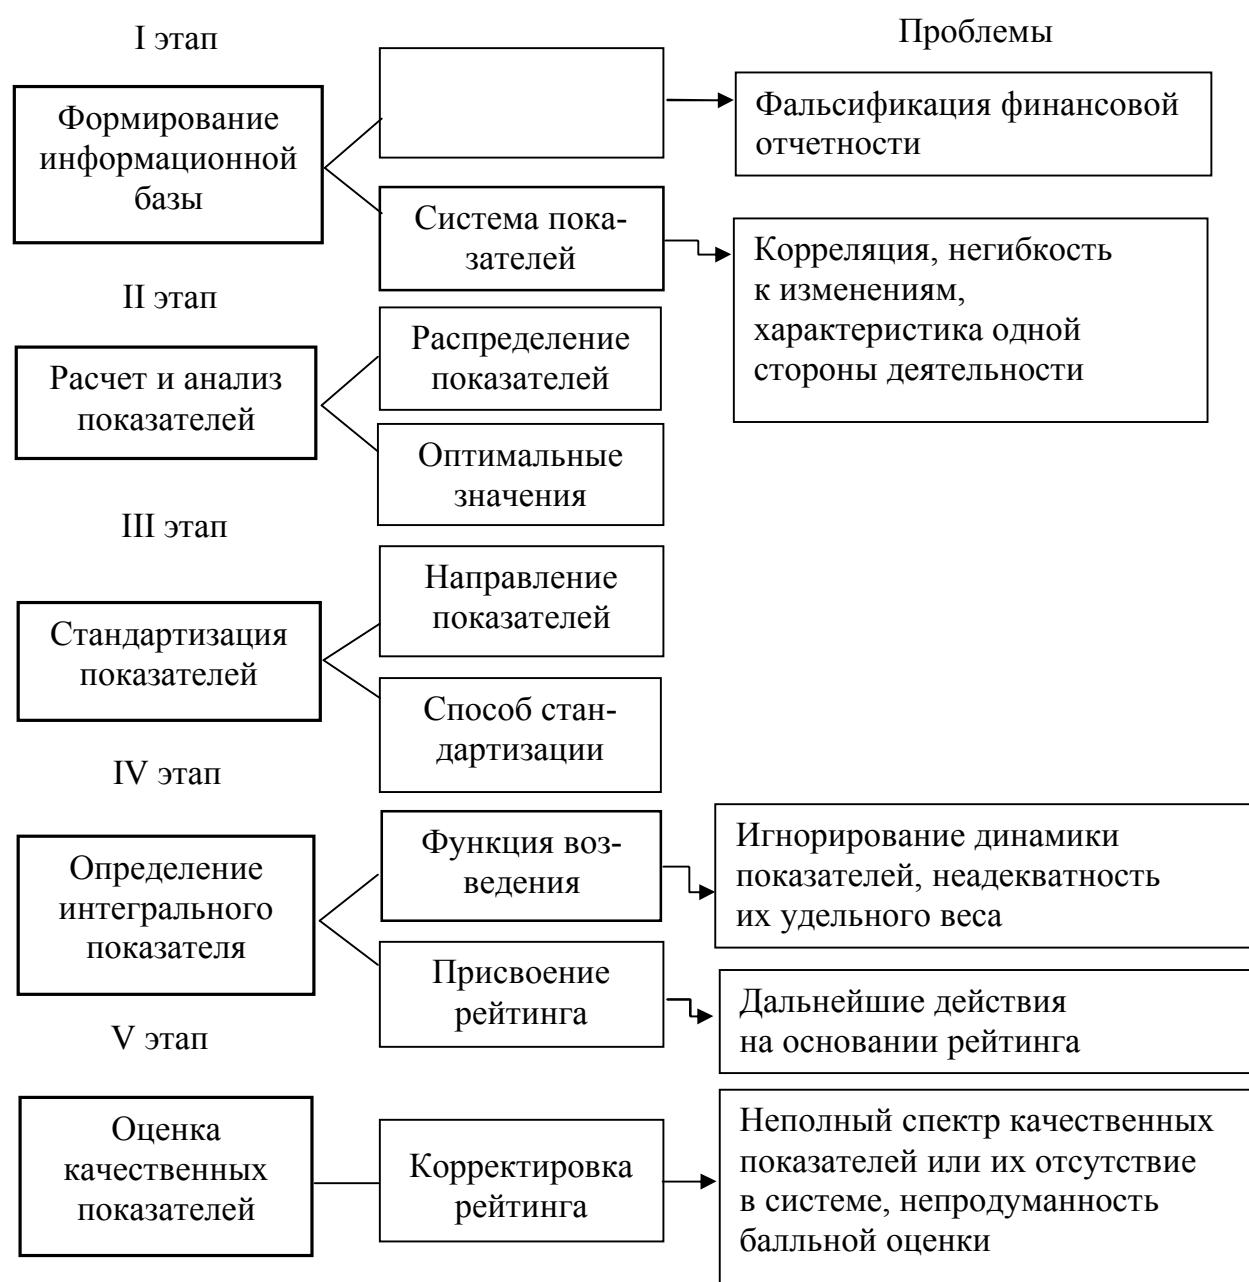 I этап
Проблемы
Формирование
информационной
базы
Фальсификация финансовой
отчетности
Система пока-
зателей
Корреляция, негибкость
к изменениям,
характеристика одной
стороны деятельности
II этап
Расчет и анализ
показателей
Распределение
показателей
Оптимальные
значения
III этап
Стандартизация
показателей
Направление
показателей
Способ стан-
дартизации
IV этап
Определение
интегрального
показателя
Функция воз-
ведения
Игнорирование динамики
показателей, неадекватность
их удельного веса
Присвоение
рейтинга
Дальнейшие действия
на основании рейтинга
V этап
Оценка
качественных
показателей
Корректировка
рейтинга
Неполный спектр качественных
показателей или их отсутствие
в системе, непродуманность
балльной оценки